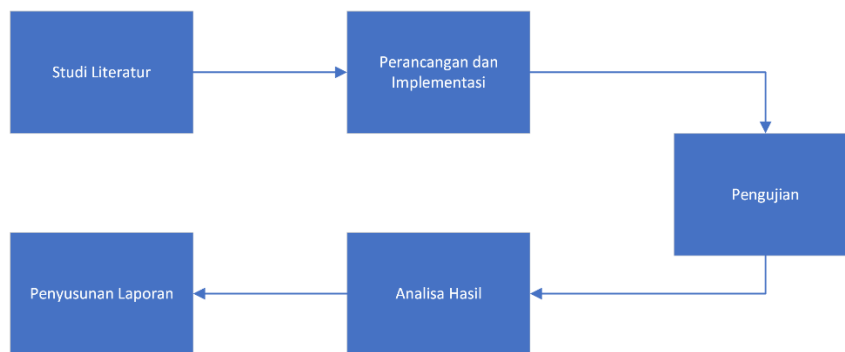 Studi Literatur
Perancangan dan
Implementasi
Pengujian
Analisa Hasil
Penyusunan Laporan